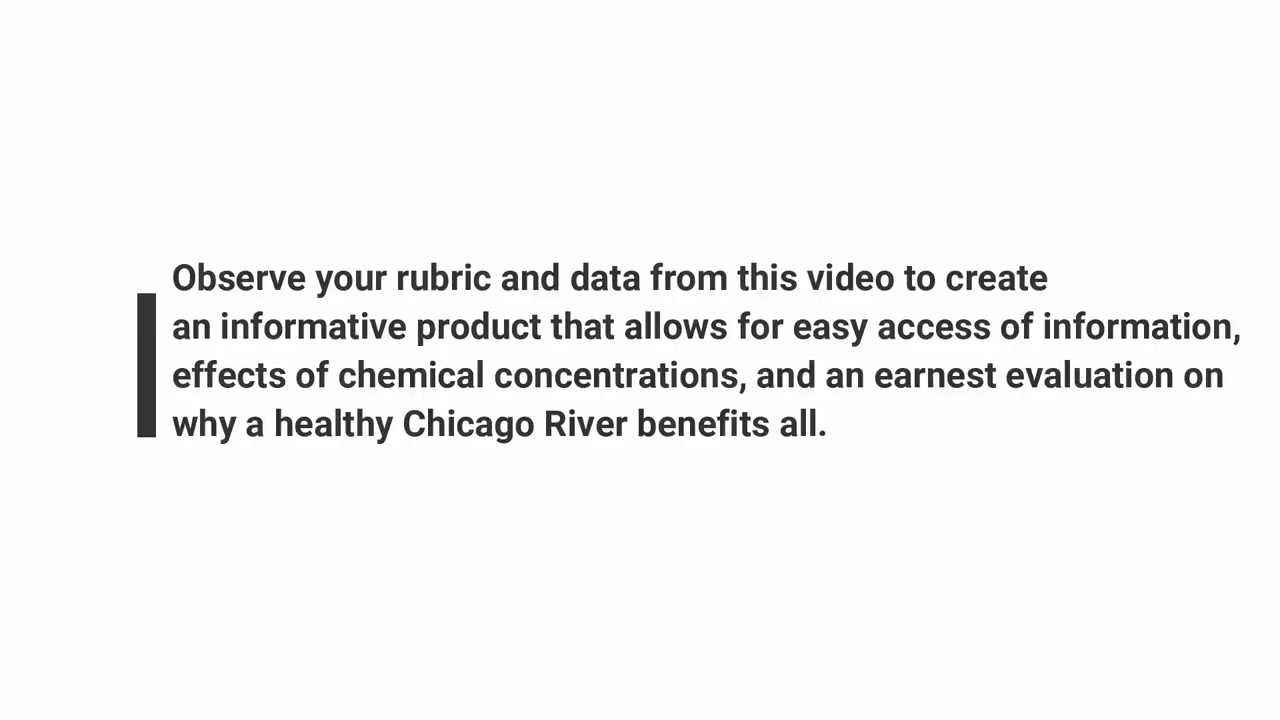 Observe your rubric and data from this video to create
an informative product that allows for easy access of information,
effects of chemical concentrations, and an earnest evaluation on
why a healthy Chicago River benefits all.